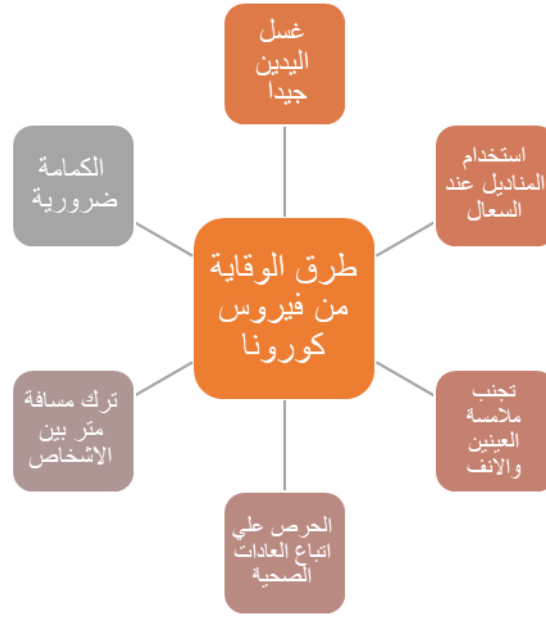 غسل
اليدين
جيدا
استخدام
المناديل عند
السعال
تجنب
ملامسة
العينين
والانف
الحرص علي
اتباع العادات
الصحية
ترك مسافة
متر بين
الاشخاص
الكمامة
ضرورية
طرق الوقاية
من فيروس
كورونا